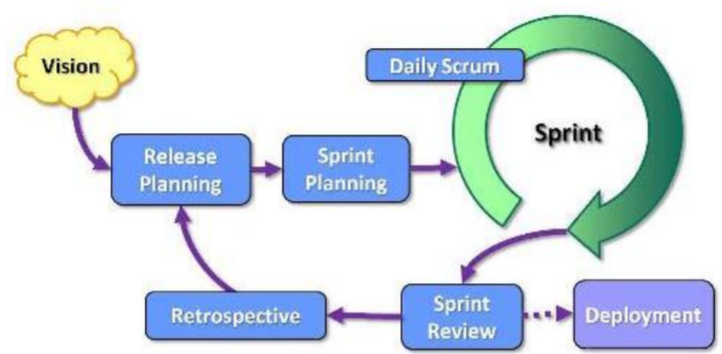 Vision
Daily Scrum
Sprint
Release
Planning
Sprint
Planning
Retrospective
Sprint
Review
Deployment